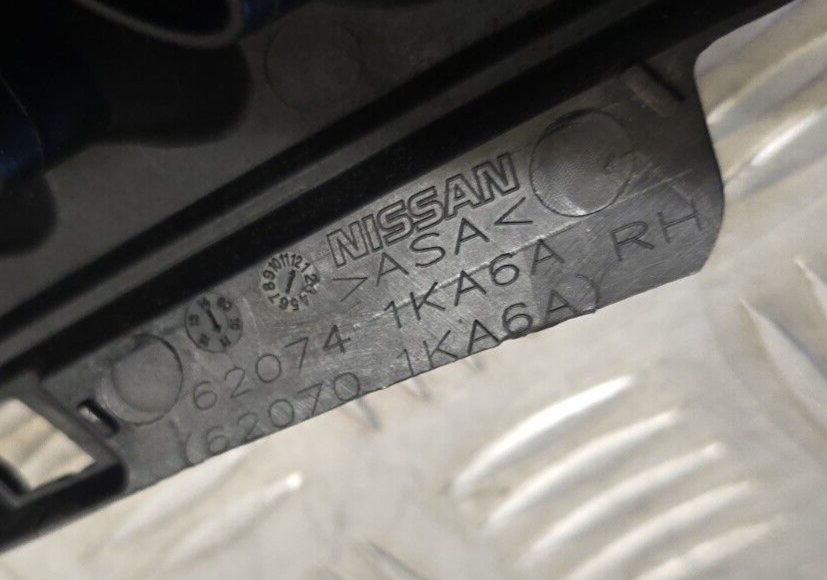 NISSAN
>ASA<
62074 1KA6A RH
(62070 1KA6A)